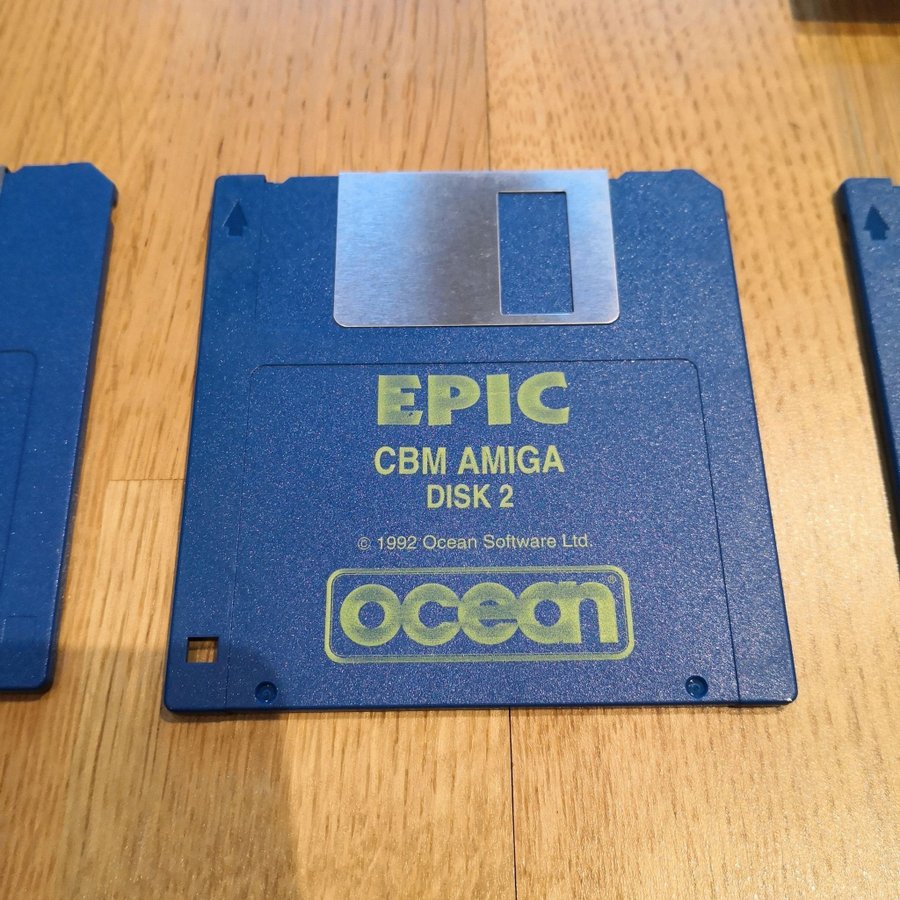 EPIC
CBM AMIGA
DISK 2
© 1992 Ocean Software Ltd.
ocean®